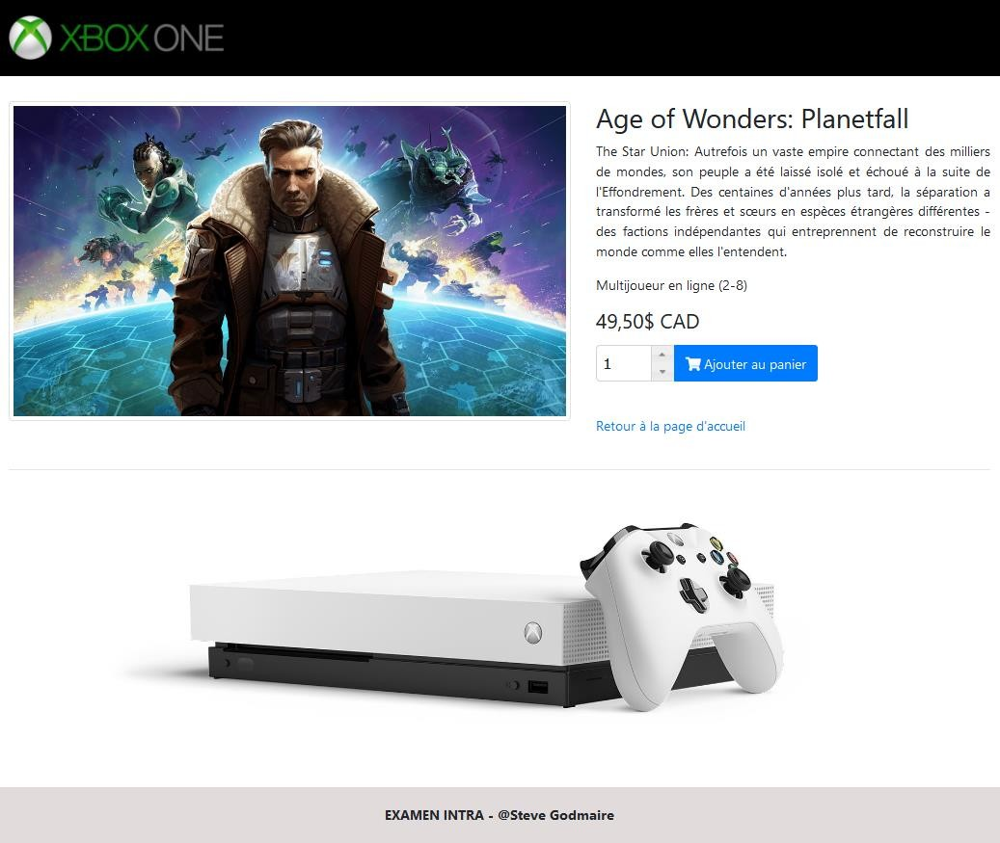 XBOX ONE
Age of Wonders: Planetfall
The Star Union: Autrefois un vaste empire connectant des milliers
de mondes, son peuple a été laissé isolé et échoué à la suite de
l'Effondrement. Des centaines d'années plus tard, la séparation a
transformé les frères et sœurs en espèces étrangères différentes -
des factions indépendantes qui entreprennent de reconstruire le
monde comme elles l'entendent.
Multijoueur en ligne (2-8)
49,50$ CAD
1
Ajouter au panier
Retour à la page d'accueil
EXAMEN INTRA - @Steve Godmaire